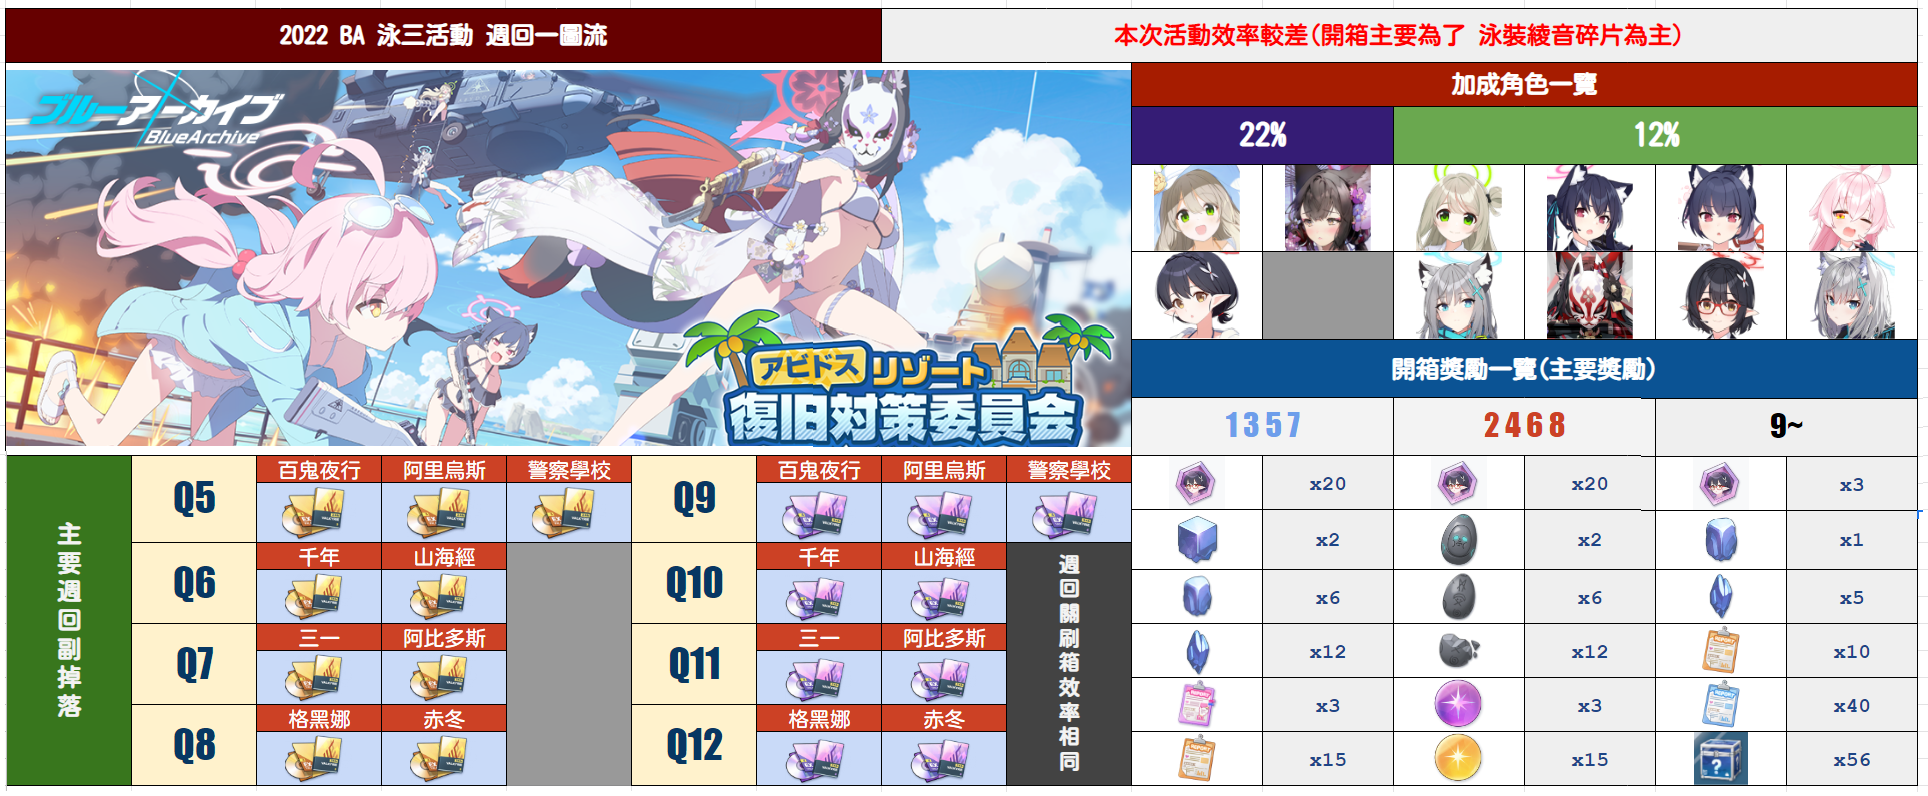 2022 BA 泳三活動 週回一圖流
本次活動效率較差(開箱主要為了 泳裝綾音碎片為主)
ブルーアーカイブ
BlueArchive
アビドスリゾート
復旧対策委員会
加成角色一覽
22%
12%
開箱獎勵一覽(主要獎勵)
1357
2468
9~
x20
x20
x3
x2
x2
x1
x6
x6
x5
x12
x12
x10
x3
x3
x40
x15
x15
x56
主要週回副掉落
Q5
百鬼夜行
阿里烏斯
警察學校
Q9
百鬼夜行
阿里烏斯
警察學校
Q6
千年
山海經
Q10
千年
山海經
Q7
三一
阿比多斯
Q11
三一
阿比多斯
Q8
格黑娜
赤冬
Q12
格黑娜
赤冬
週回關刷箱效率相同
?